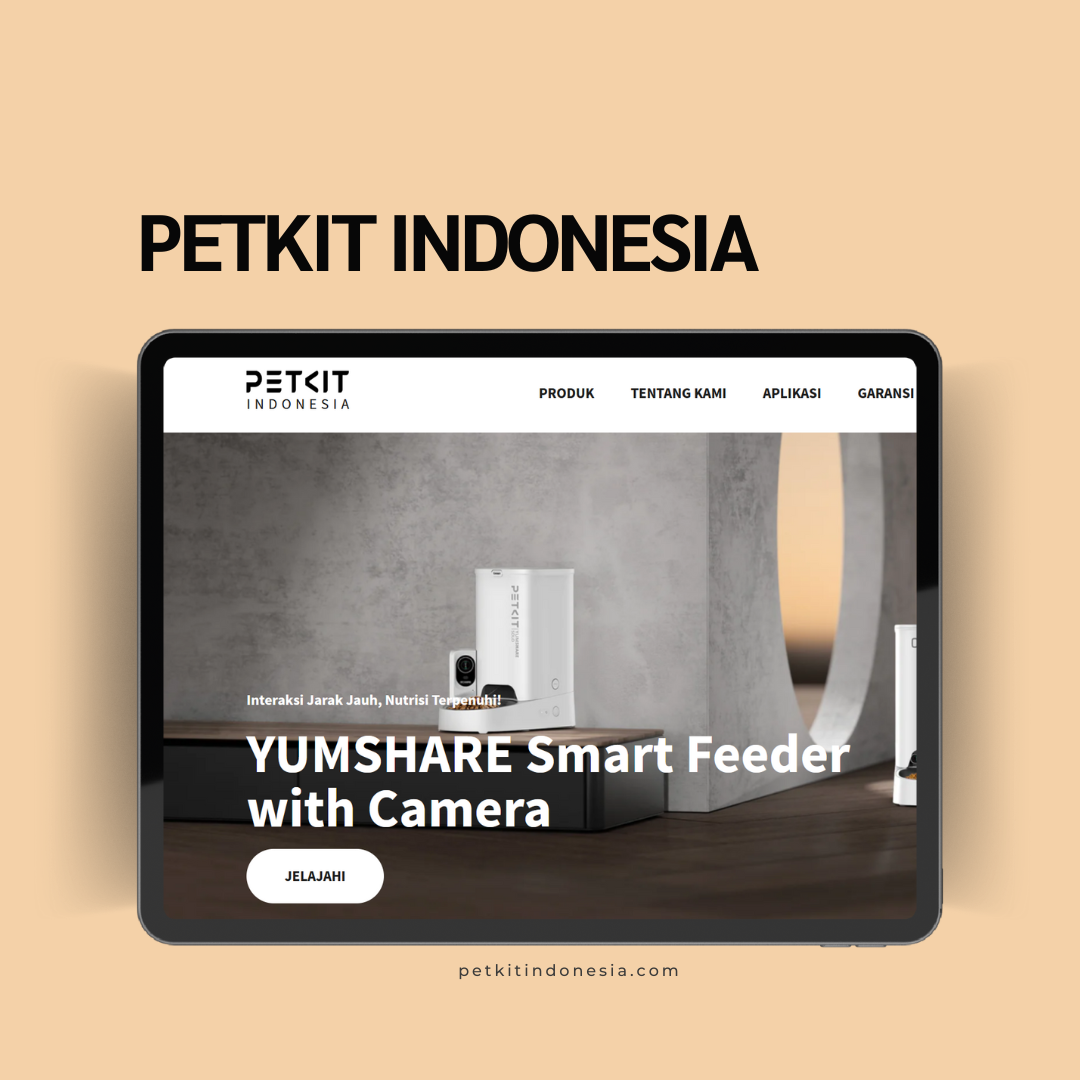 PETKIT INDONESIA
PETKIT
INDONESIA
PRODUK TENTANG KAMI APLIKASI GARANSI
PETKIT
Interaksi Jarak Jauh, Nutrisi Terpenuhi!
YUMSHARE Smart Feeder
with Camera
JELAJAHI
petkitindonesia.com